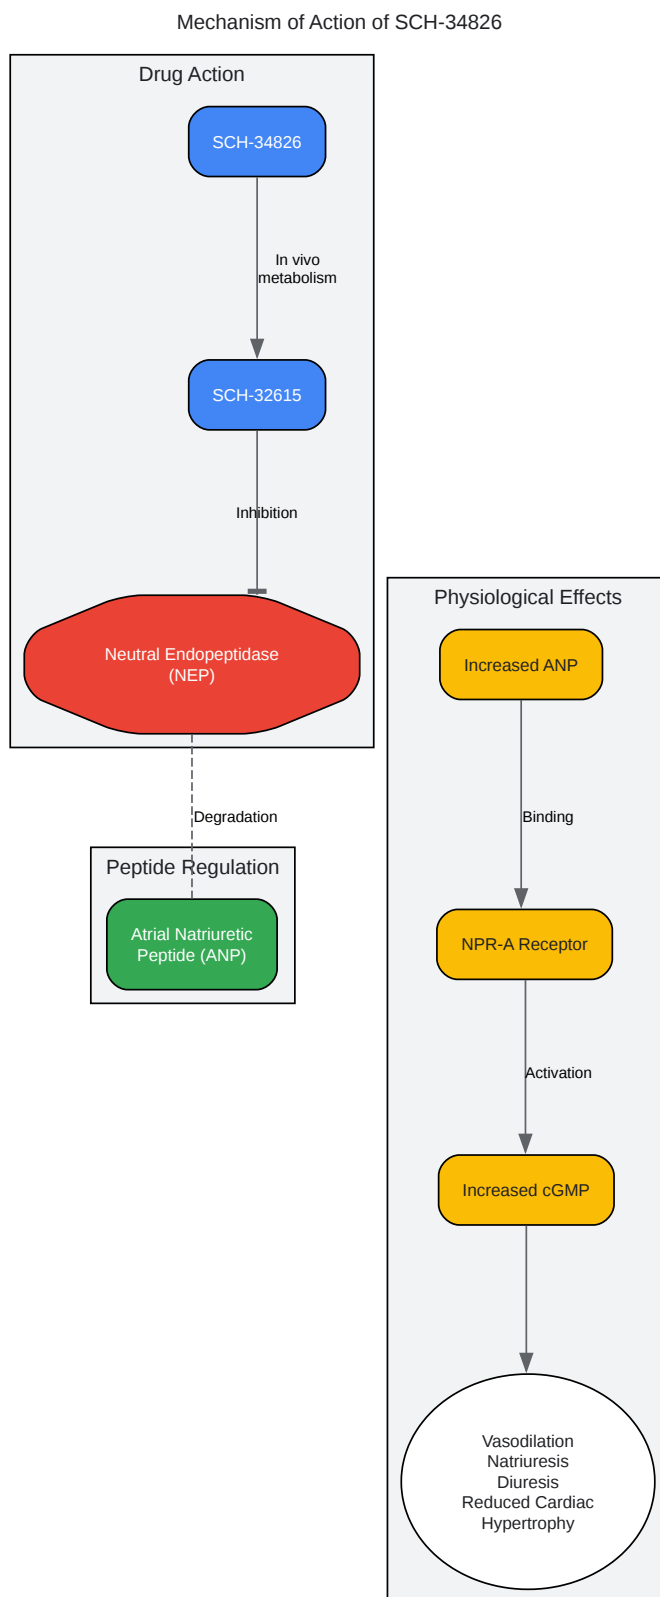 Mechanism of Action of SCH-34826
Drug Action
SCH-34826
In vivo
metabolism
SCH-32615
Inhibition
Neutral Endopeptidase
(NEP)
Degradation
Peptide Regulation
Atrial Natriuretic
Peptide (ANP)
Physiological Effects
Increased ANP
Binding
NPR-A Receptor
Activation
Increased cGMP
Vasodilation
Natriuresis
Diuresis
Reduced Cardiac
Hypertrophy